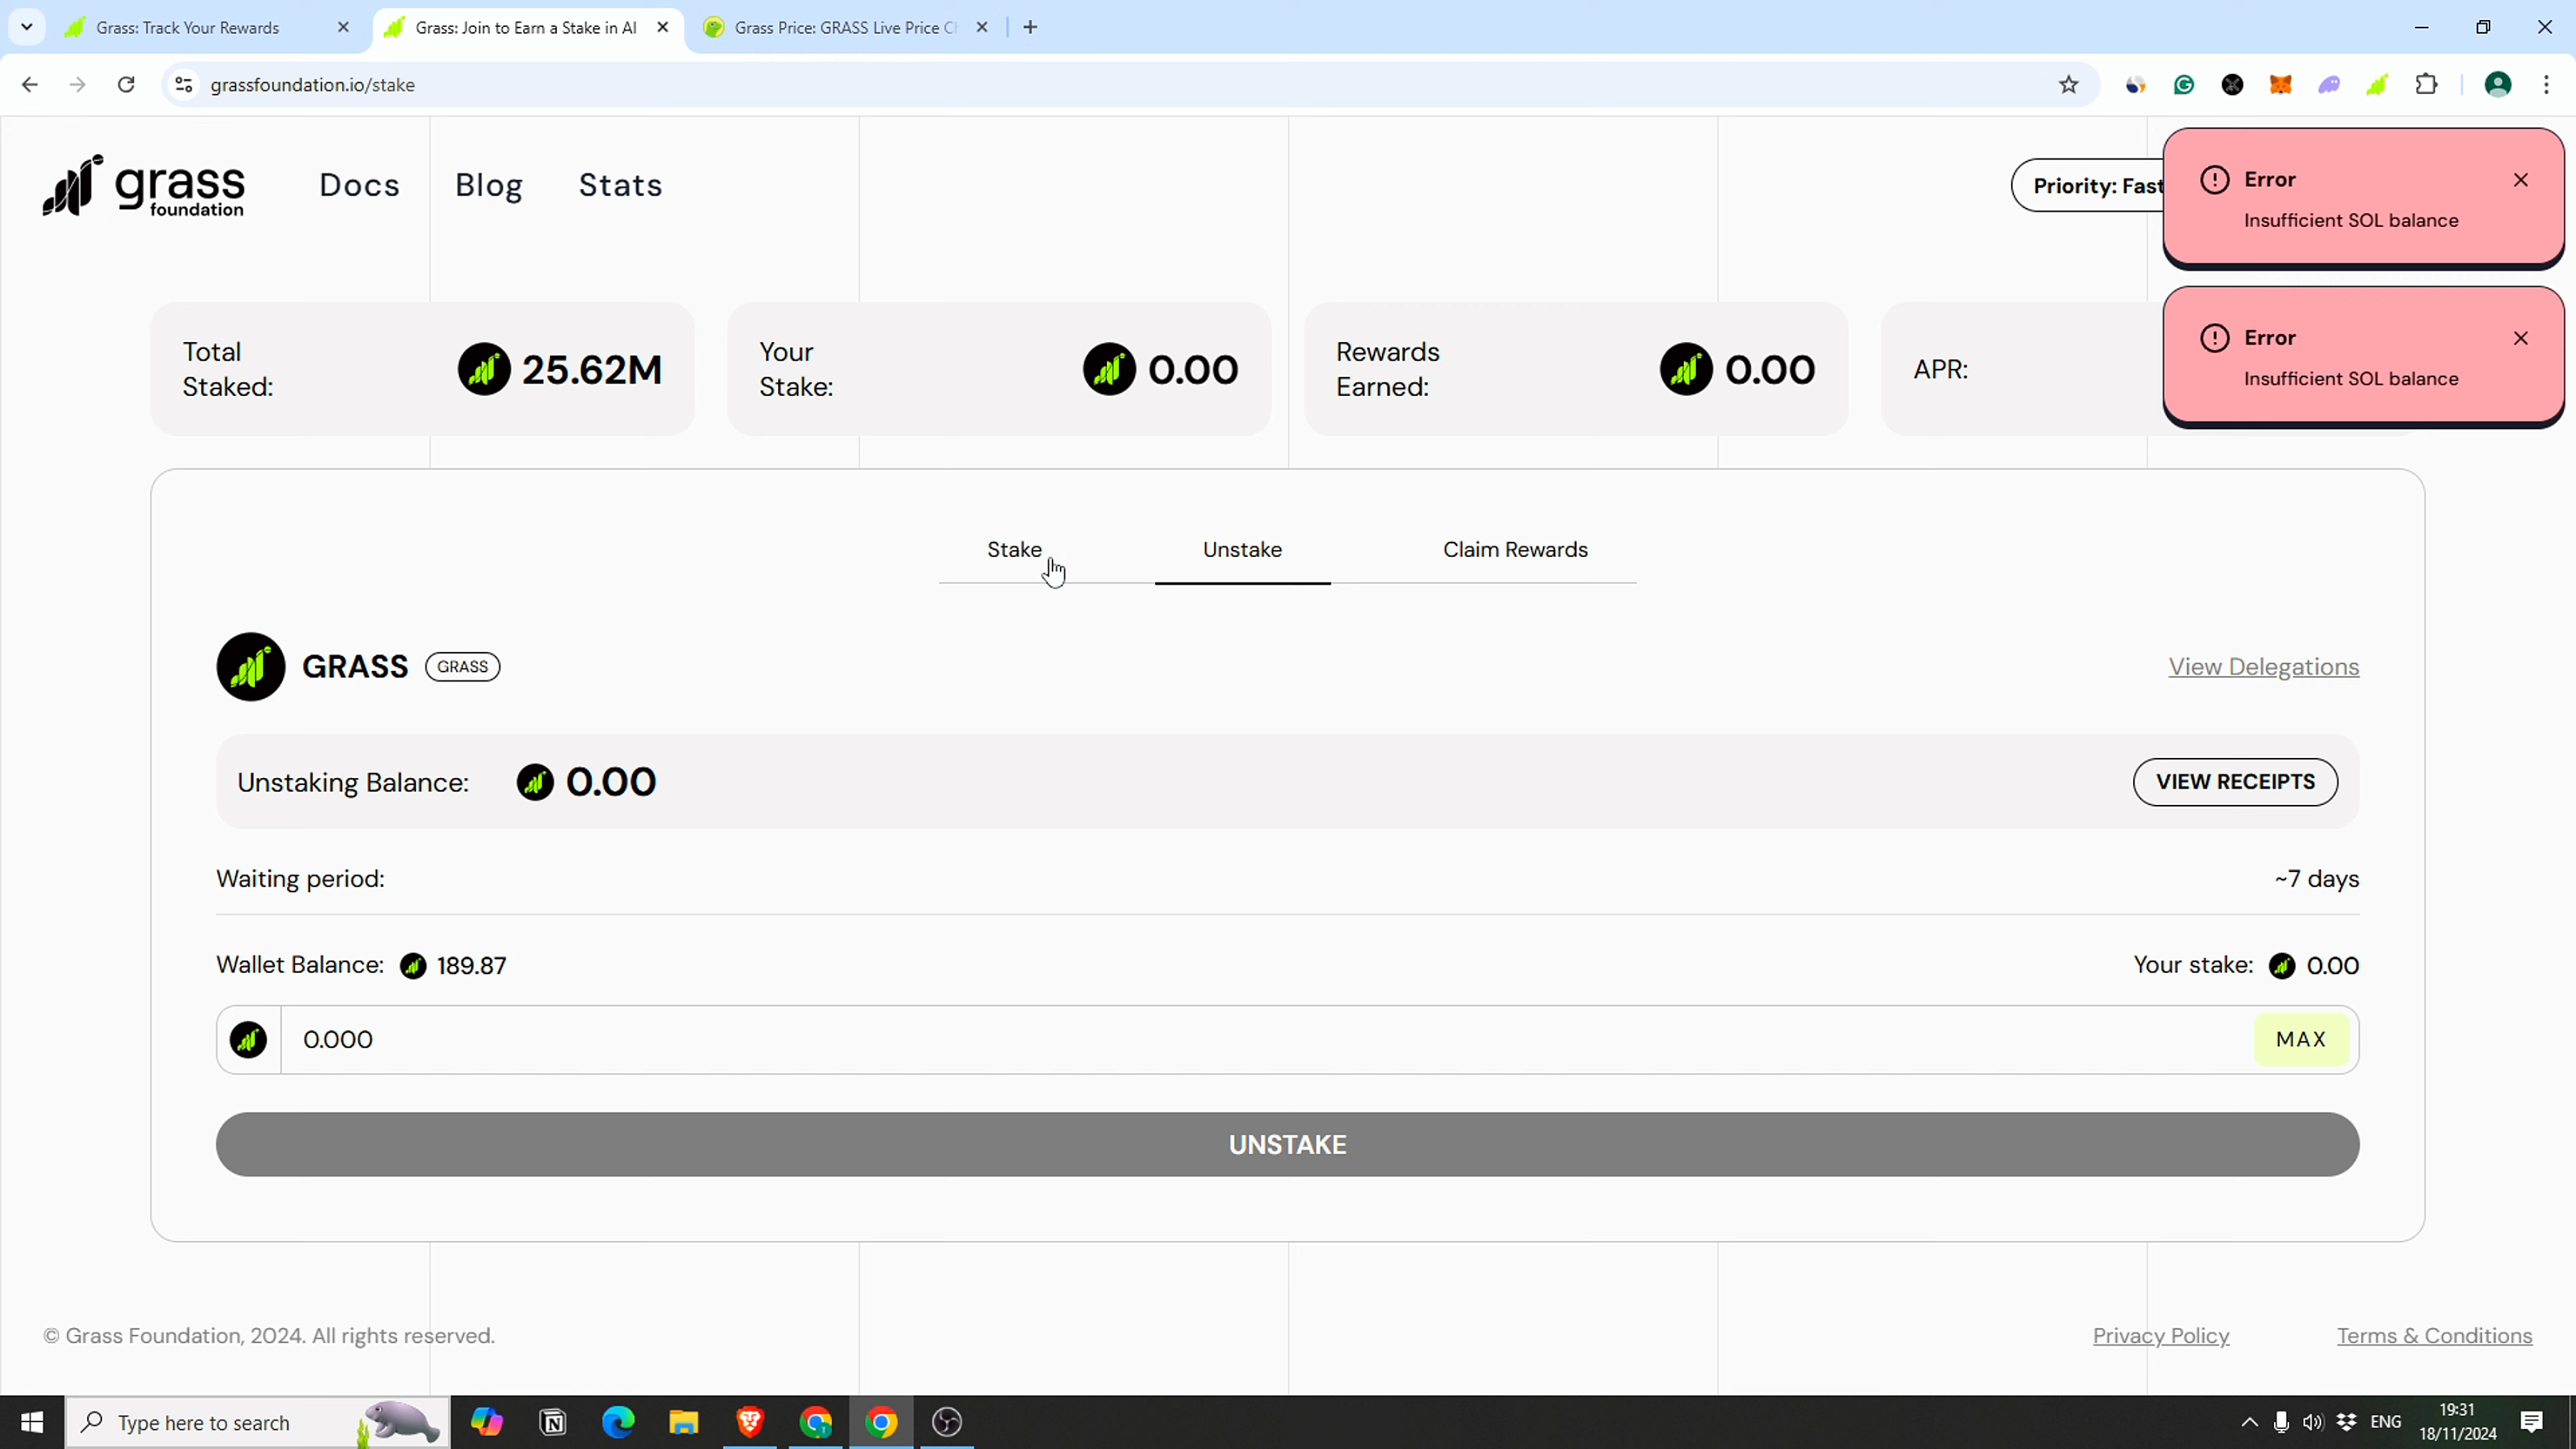 Grass: Track Your Rewards
Grass: Join to Earn a Stake in AI
Grass Price: GRASS Live Price Ch
grassfoundation.io/stake
grass
foundation
Docs
Blog
Stats
Priority: Fast
Error
Insufficient SOL balance
Error
Insufficient SOL balance
Total
Staked:
25.62M
Your
Stake:
0.00
Rewards
Earned:
0.00
APR:
Stake
Unstake
Claim Rewards
GRASS
GRASS
View Delegations
Unstaking Balance:
0.00
VIEW RECEIPTS
Waiting period:
~7 days
Wallet Balance:
189.87
Your stake:
0.00
0.000
MAX
UNSTAKE
© Grass Foundation, 2024. All rights reserved.
Privacy Policy
Terms & Conditions
Type here to search
ENG
19:31
18/11/2024